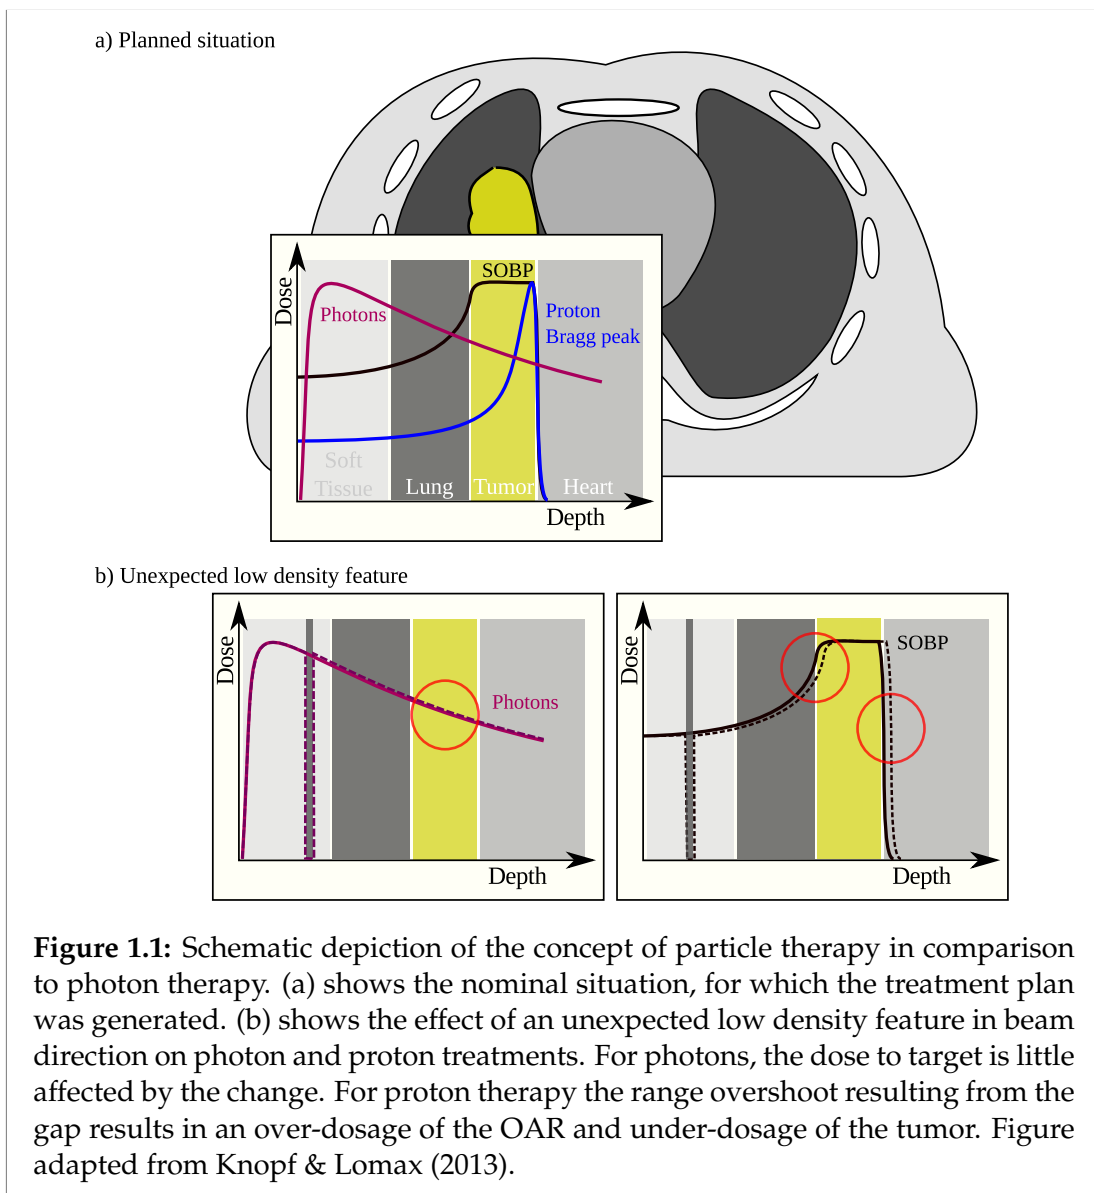 a) Planned situation
Dose
SOBP
Photons
Proton
Bragg peak
Soft
Tissue
Lung
Tumor
Heart
Depth
b) Unexpected low density feature
Dose
Photons
Depth
Dose
SOBP
Depth
Figure 1.1: Schematic depiction of the concept of particle therapy in comparison
to photon therapy. (a) shows the nominal situation, for which the treatment plan
was generated. (b) shows the effect of an unexpected low density feature in beam
direction on photon and proton treatments. For photons, the dose to target is little
affected by the change. For proton therapy the range overshoot resulting from the
gap results in an over-dosage of the OAR and under-dosage of the tumor. Figure
adapted from Knopf & Lomax (2013).